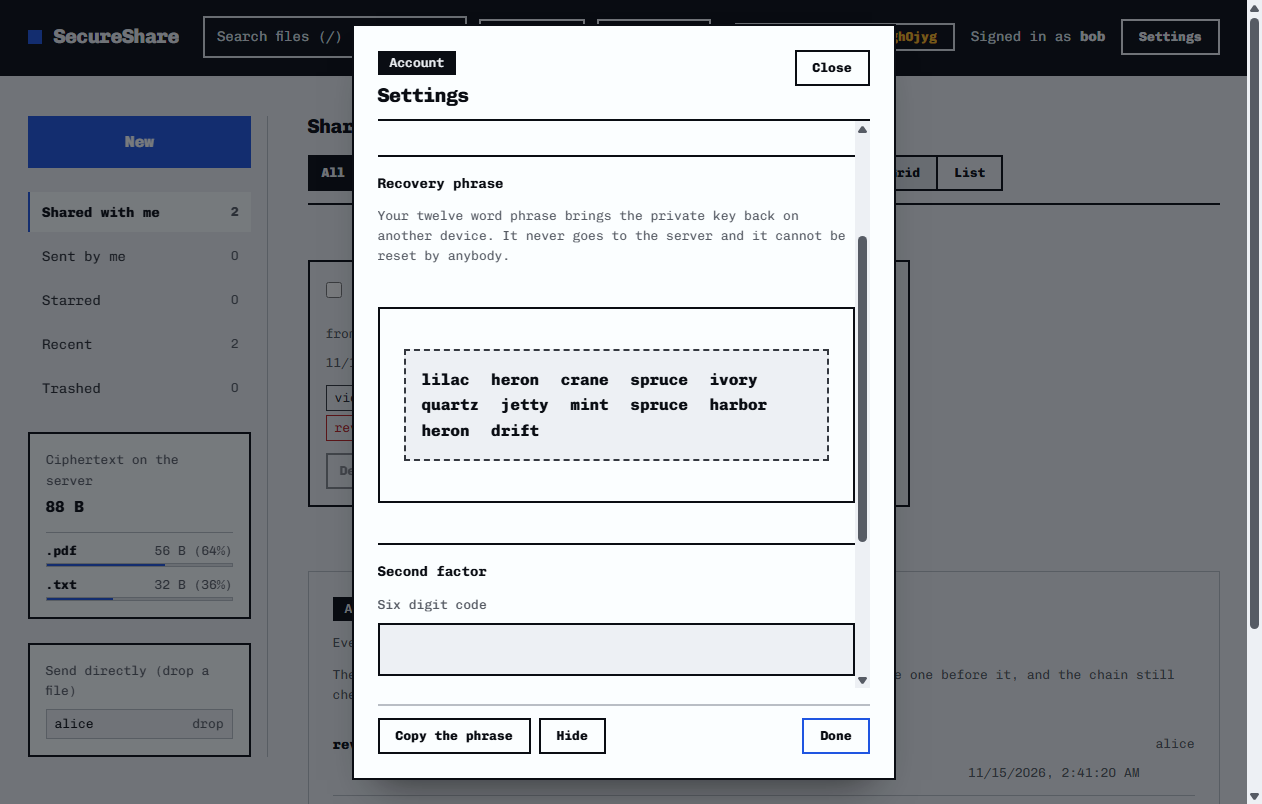 SecureShare
Search files (/)
Signed in as bob
Settings
Account
Settings
Close
New
Shared with me 2
Sent by me 0
Starred 0
Recent 2
Trashed 0
All
List
Recovery phrase
Your twelve word phrase brings the private key back on
another device. It never goes to the server and it cannot be
reset by anybody.
lilac heron crane spruce ivory
quartz jetty mint spruce harbor
heron drift
Ciphertext on the
server
88 B
.pdf 56 B (64%)
.txt 32 B (36%)
Second factor
Six digit code
Send directly (drop a
file)
alice drop
one before it, and the chain still
alice
11/15/2026, 2:41:20 AM
Copy the phrase
Hide
Done